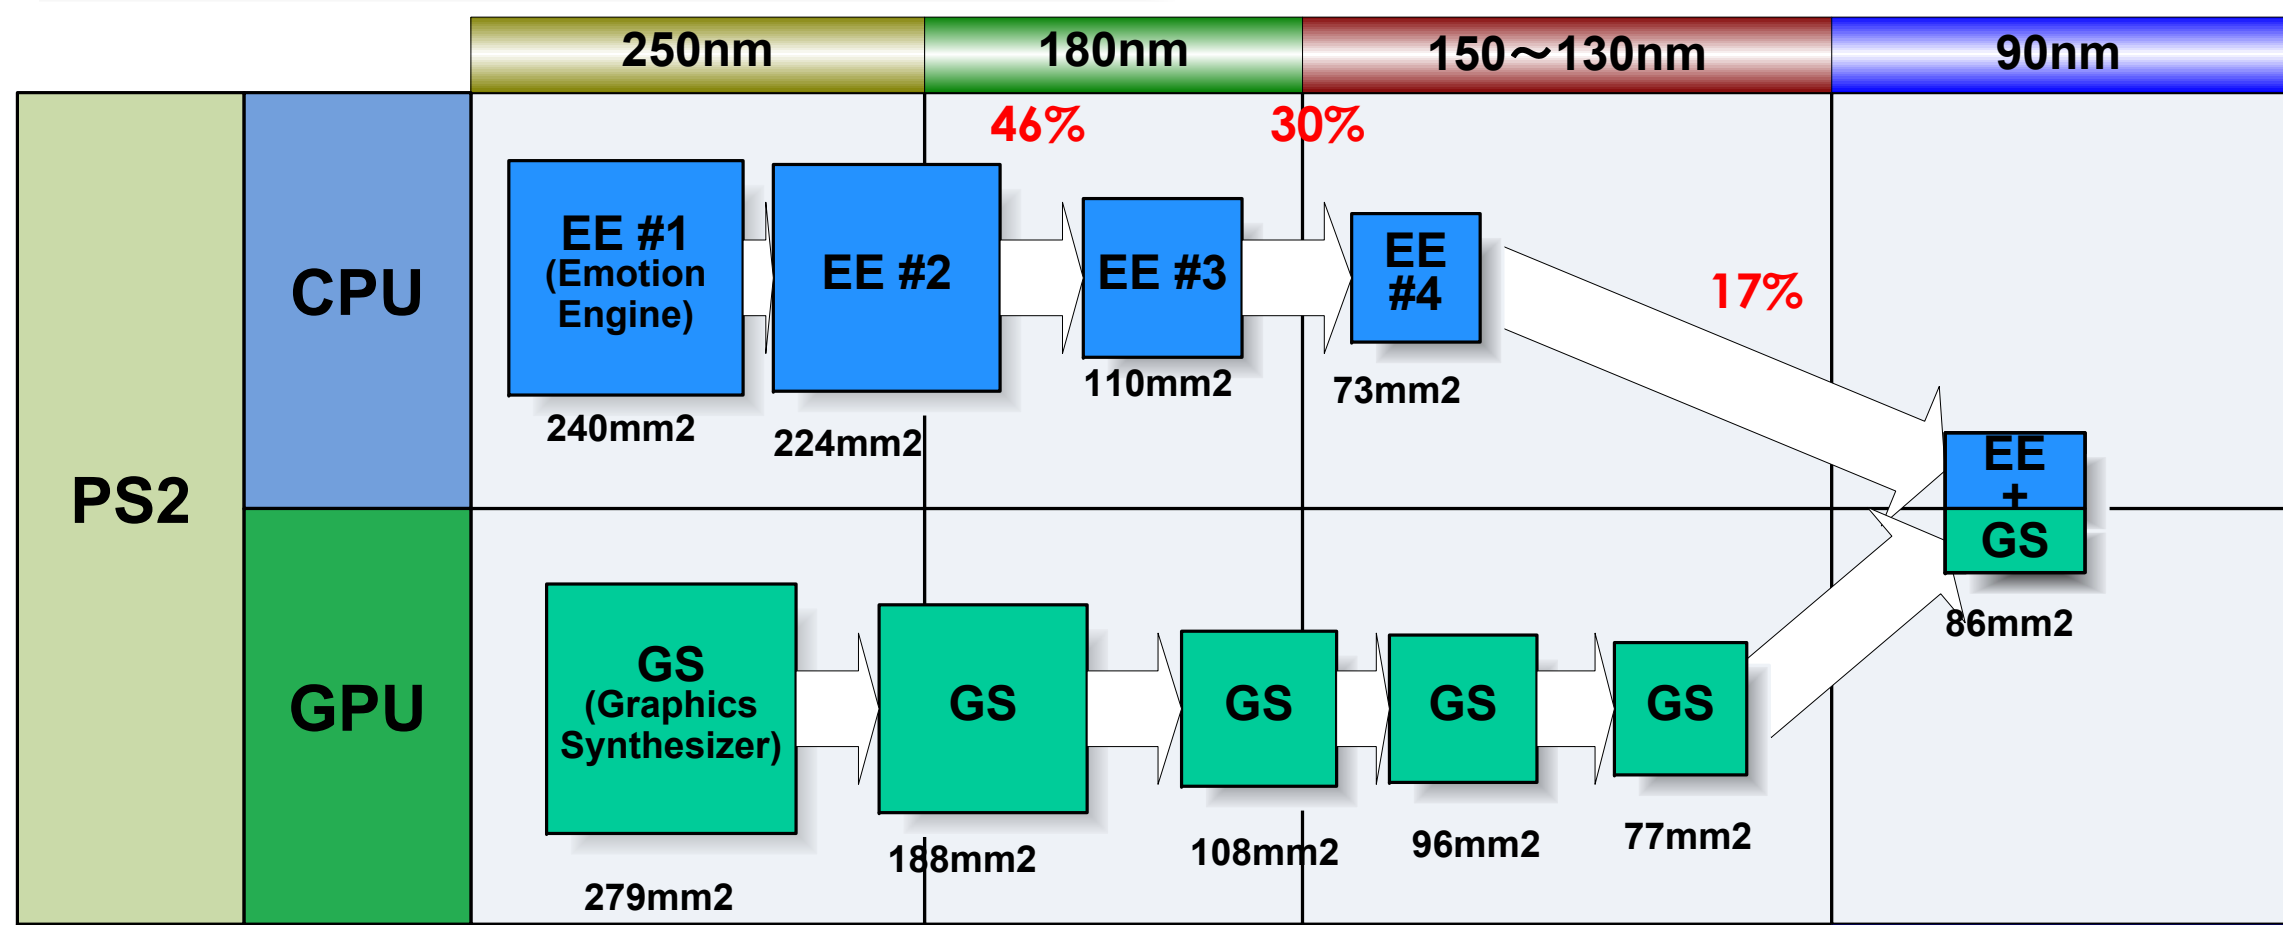 250nm
180nm
150～130nm
90nm
46%
30%
PS2
CPU
EE #1
(Emotion
Engine)
240mm2
EE #2
224mm2
EE #3
110mm2
EE
#4
73mm2
17%
EE
+
GS
86mm2
GPU
GS
(Graphics
Synthesizer)
279mm2
GS
188mm2
GS
108mm2
GS
96mm2
GS
77mm2